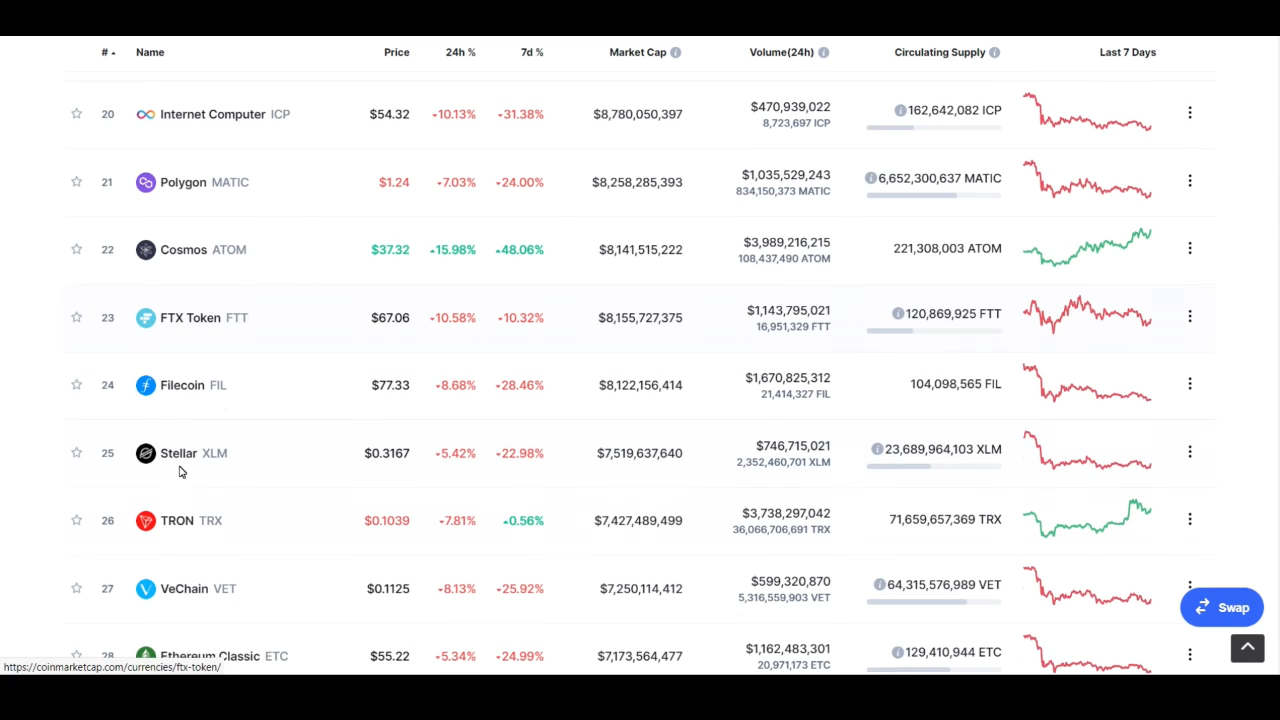 # Name Price 24h % 7d % Market Cap Volume(24h) Circulating Supply Last 7 Days
20 Internet Computer ICP $54.32 10.13% 31.38% $8,780,050,397 $470,939,022 162,642,082 ICP
8,723,697 ICP
21 Polygon MATIC $1.24 7.03% 24.00% $8,258,285,393 $1,035,529,243 6,652,300,637 MATIC
834,150,373 MATIC
22 Cosmos ATOM $37.32 15.98% 48.06% $8,141,515,222 $3,989,216,215 221,308,003 ATOM
108,437,490 ATOM
23 FTX Token FTT $67.06 10.58% 10.32% $8,155,727,375 $1,143,795,021 120,869,925 FTT
16,951,329 FTT
24 Filecoin FIL $77.33 8.68% 28.46% $8,122,156,414 $1,670,825,312 104,098,565 FIL
21,414,327 FIL
25 Stellar XLM $0.3167 5.42% 22.98% $7,519,637,640 $746,715,021 23,689,964,103 XLM
2,352,460,701 XLM
26 TRON TRX $0.1039 7.81% 0.56% $7,427,489,499 $3,738,297,042 71,659,657,369 TRX
36,066,706,691 TRX
27 VeChain VET $0.1125 8.13% 25.92% $7,250,114,412 $599,320,870 64,315,576,989 VET
5,316,559,903 VET
Swap
28 Ethereum Classic ETC $55.22 5.34% 24.99% $7,173,564,477 $1,162,483,301 129,410,944 ETC
20,971,173 ETC
https://coinmarketcap.com/currencies/ftx-token/